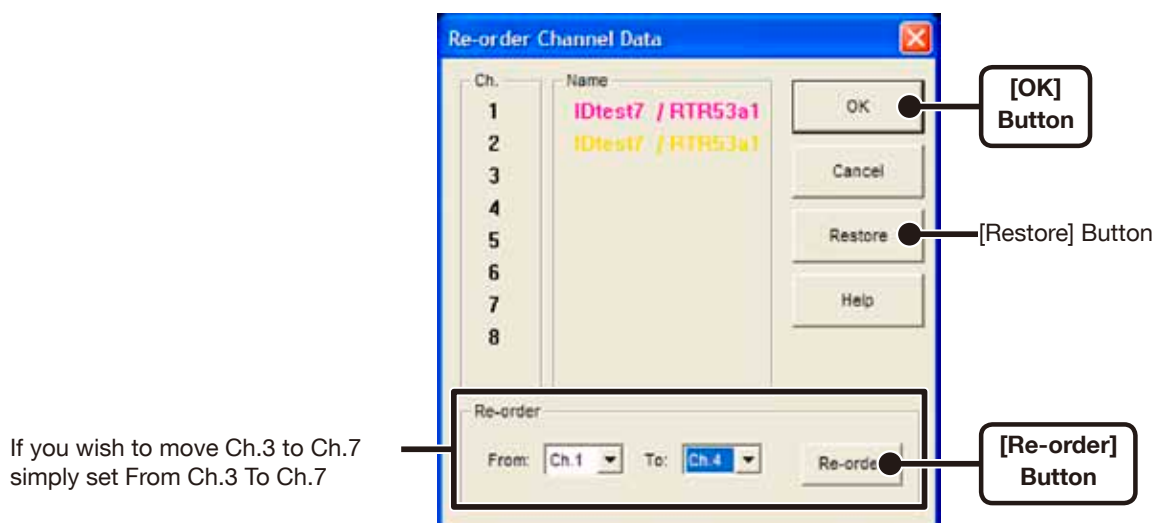 Re-order Channel Data
Ch.
Name
1
IDtest7 / RTR53a1
2
IDtest7 / RTR53a1
3
4
5
6
7
8
OK
Cancel
Restore
Help
[OK]
Button
[Restore] Button
Re-order
From: Ch.1 To: Ch.4 Re-orde
If you wish to move Ch.3 to Ch.7
simply set From Ch.3 To Ch.7
[Re-order]
Button